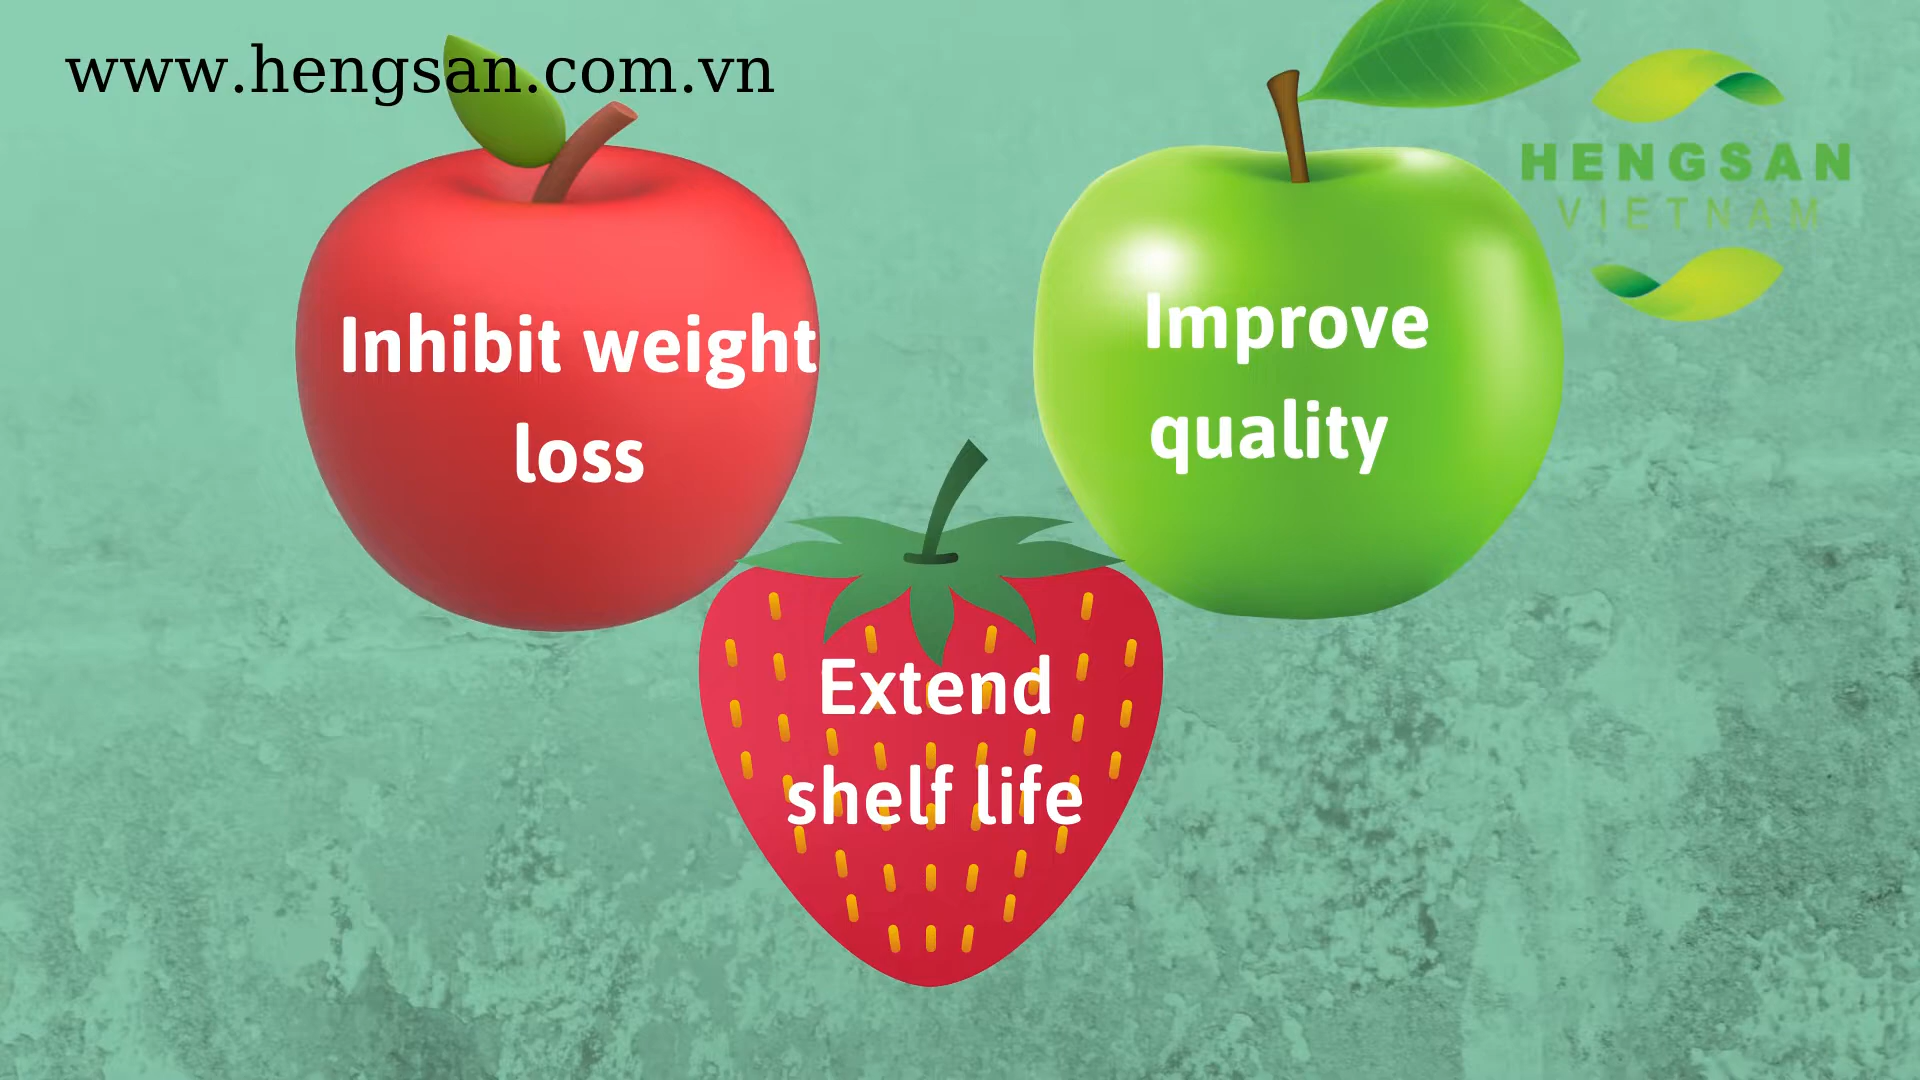 www.hengsan.com.vn
HENGSAN
VIETNAM
Inhibit weight
loss
Improve
quality
Extend
shelf life